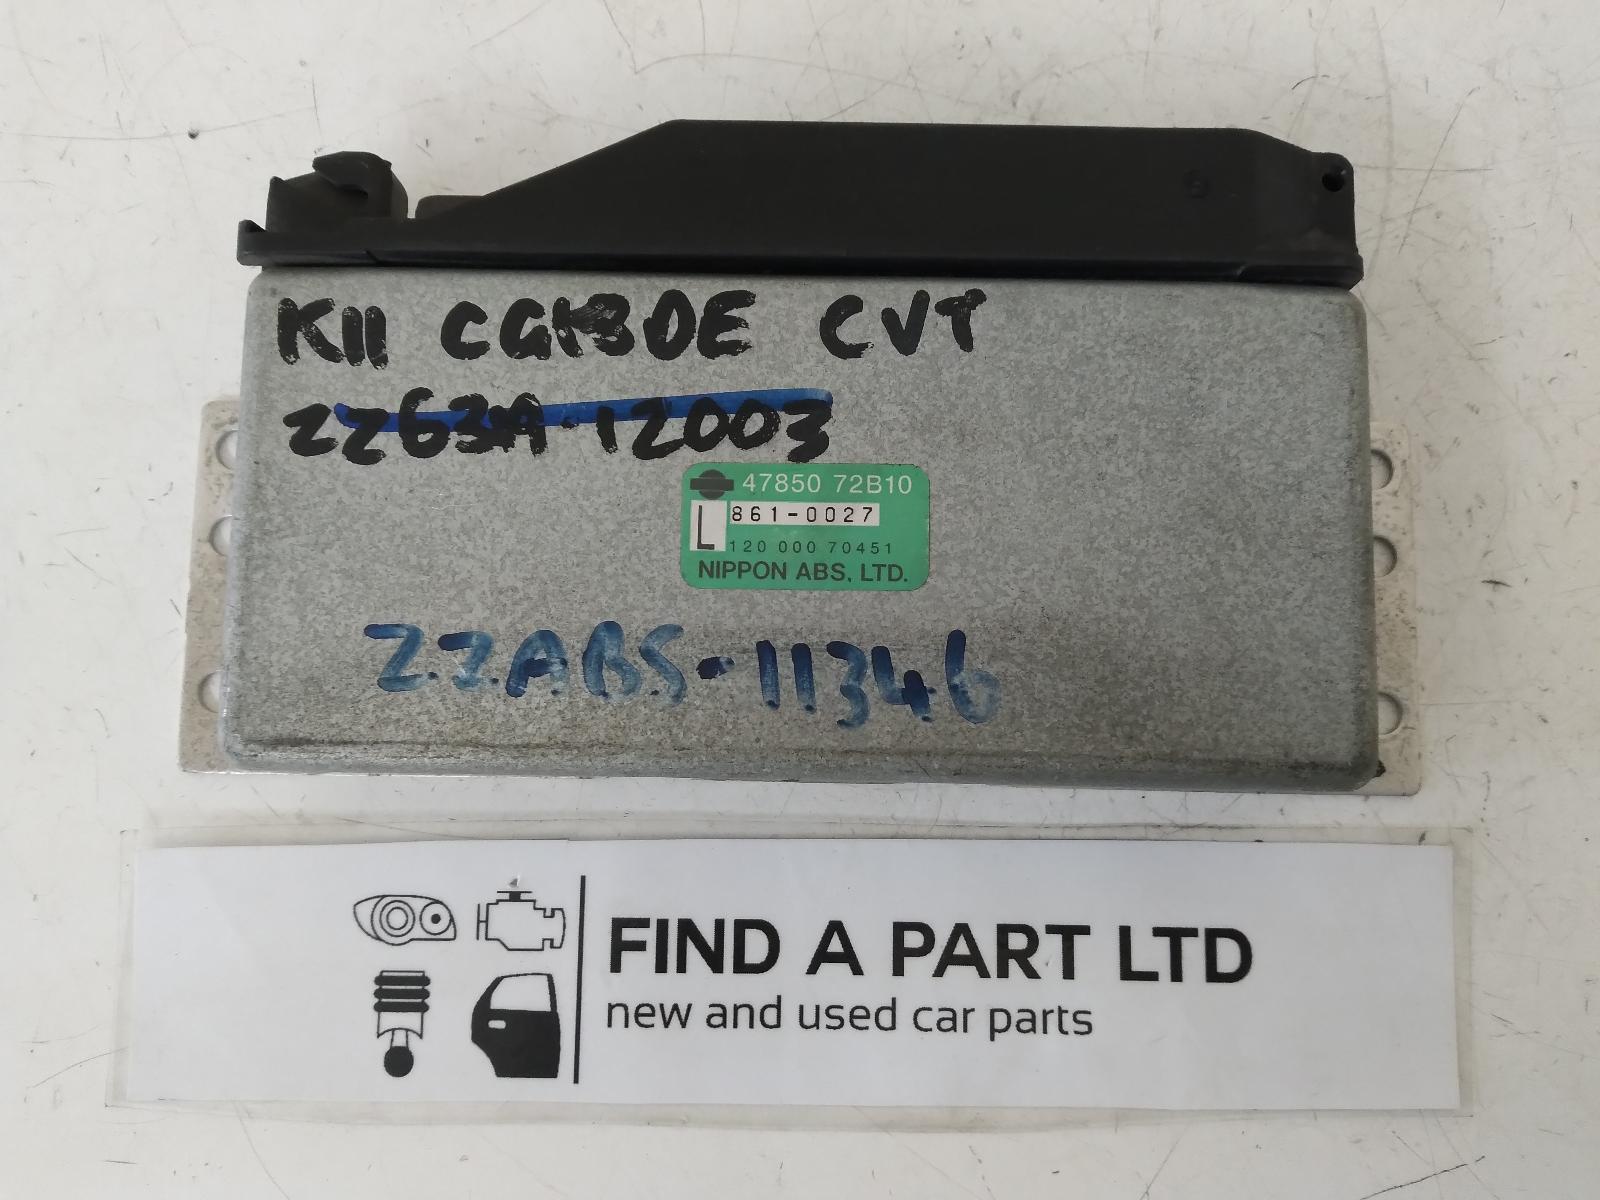 K11 CG13DE CVT
ZZ63A-12003
47850 72B10
L 861-0027
120 000 70451
NIPPON ABS, LTD.
ZZABS-11346
FIND A PART LTD
new and used car parts